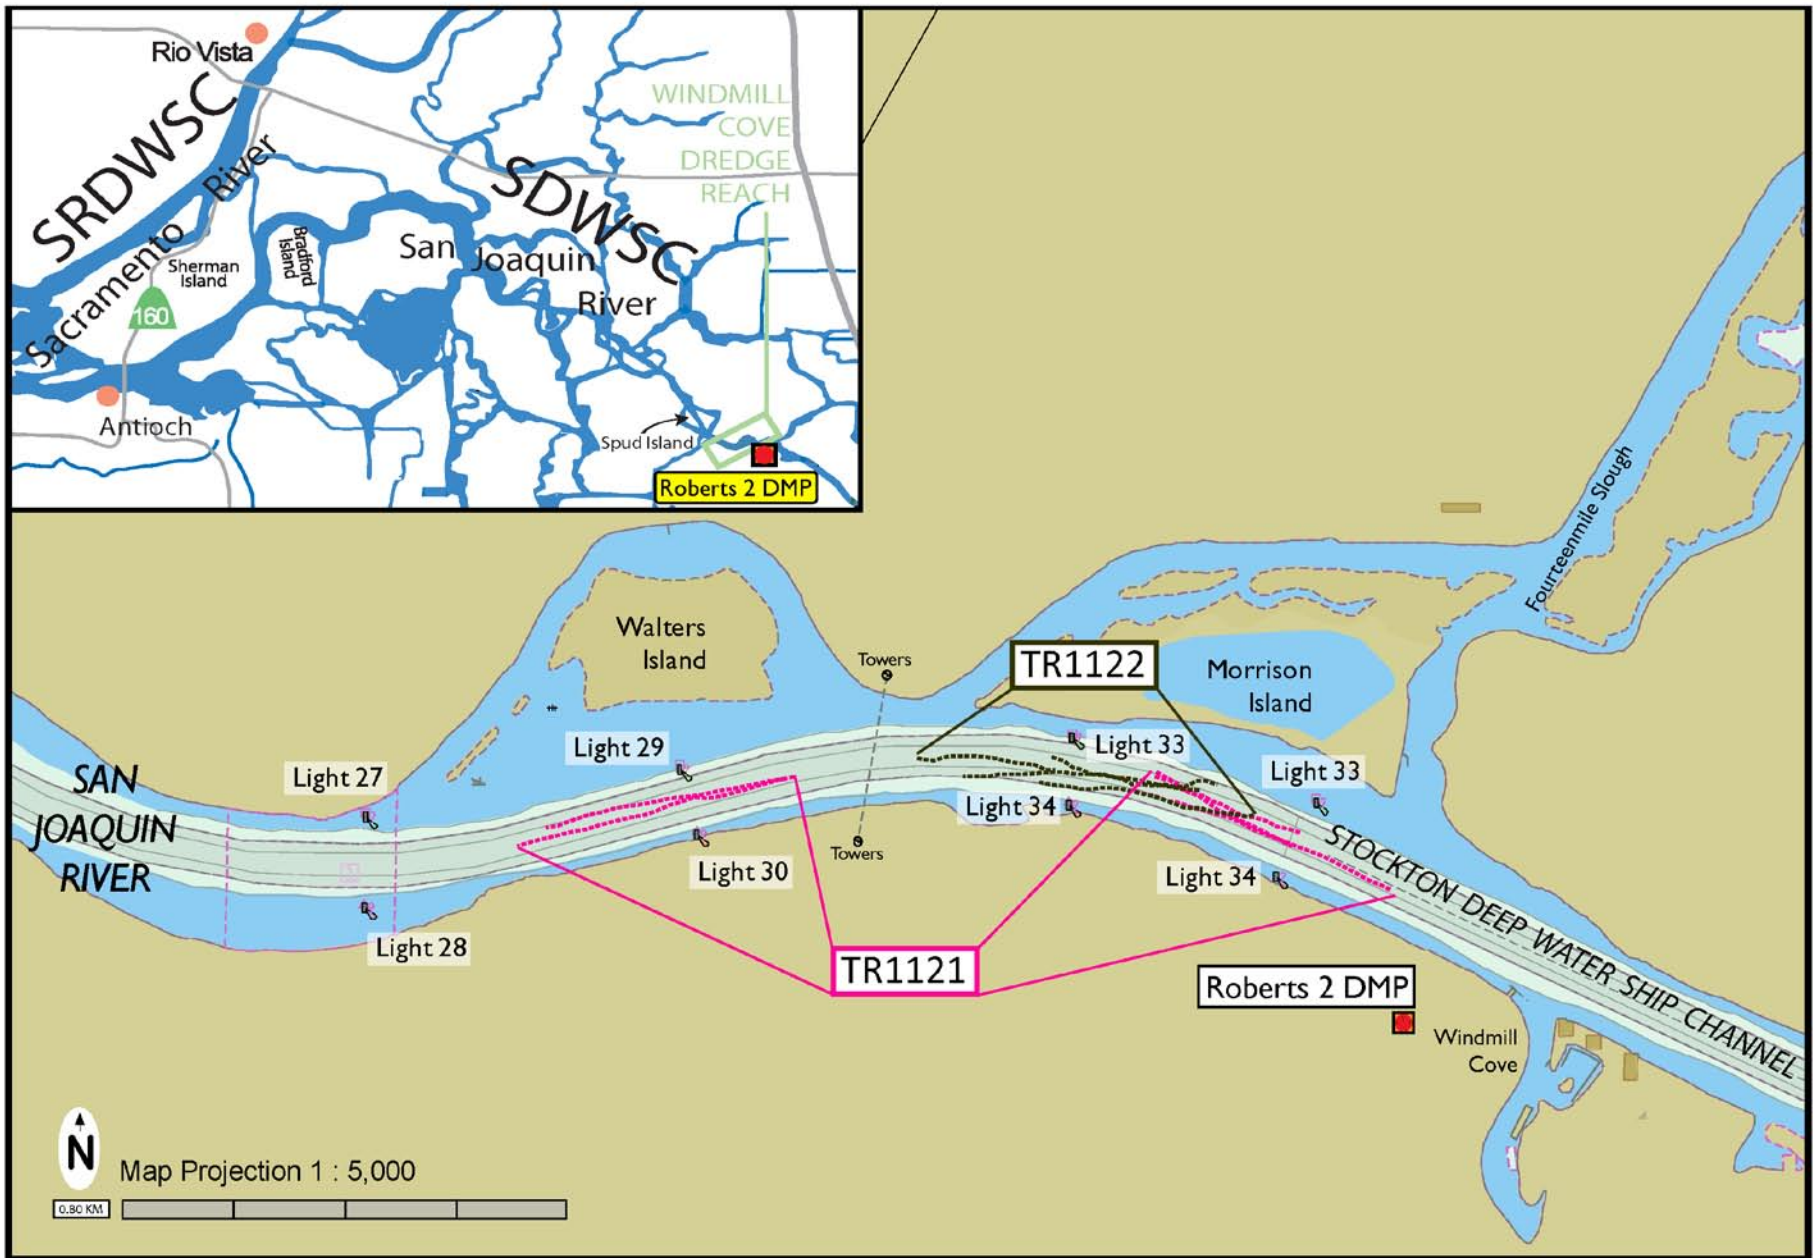 Rio Vista
SRDWSC
Sacramento River
Sherman
Island
Bradford
Island
160
Antioch
SDWSC
San Joaquin
River
WINDMILL
COVE
DREDGE
REACH
Spud Island
Roberts 2 DMP
Fourteenmile Slough
Walters
Island
Towers
TR1122
Morrison
Island
Light 29
Light 33
Light 33
SAN
JOAQUIN
RIVER
Light 27
Light 34
Towers
Light 30
Light 34
STOCKTON DEEP WATER SHIP CHANNEL
Light 28
TR1121
Roberts 2 DMP
Windmill
Cove
N
Map Projection 1 : 5,000
0.80 KM